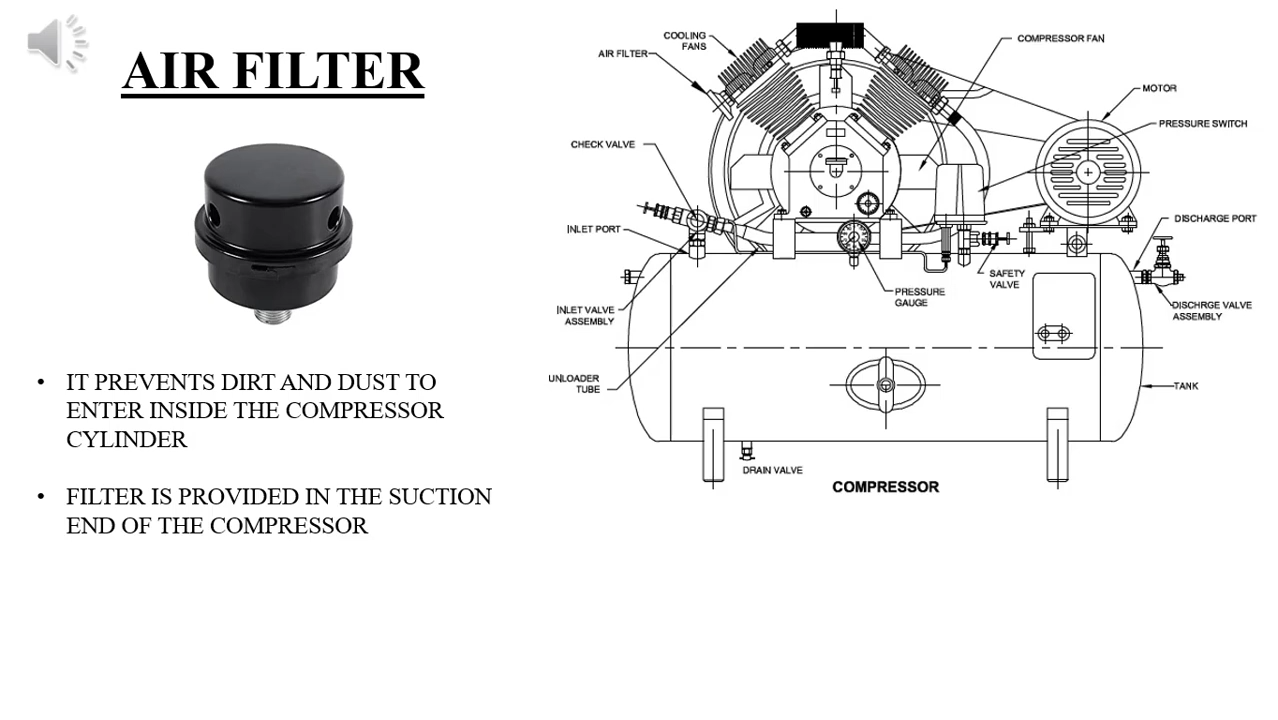 AIR FILTER
• IT PREVENTS DIRT AND DUST TO
ENTER INSIDE THE COMPRESSOR
CYLINDER
• FILTER IS PROVIDED IN THE SUCTION
END OF THE COMPRESSOR
COOLING
FANS
AIR FILTER
CHECK VALVE
INLET PORT
INLET VALVE
ASSEMBLY
UNLOADER
TUBE
DRAIN VALVE
COMPRESSOR FAN
MOTOR
PRESSURE SWITCH
DISCHARGE PORT
SAFETY
VALVE
PRESSURE
GAUGE
DISCHRGE VALVE
ASSEMBLY
TANK
COMPRESSOR